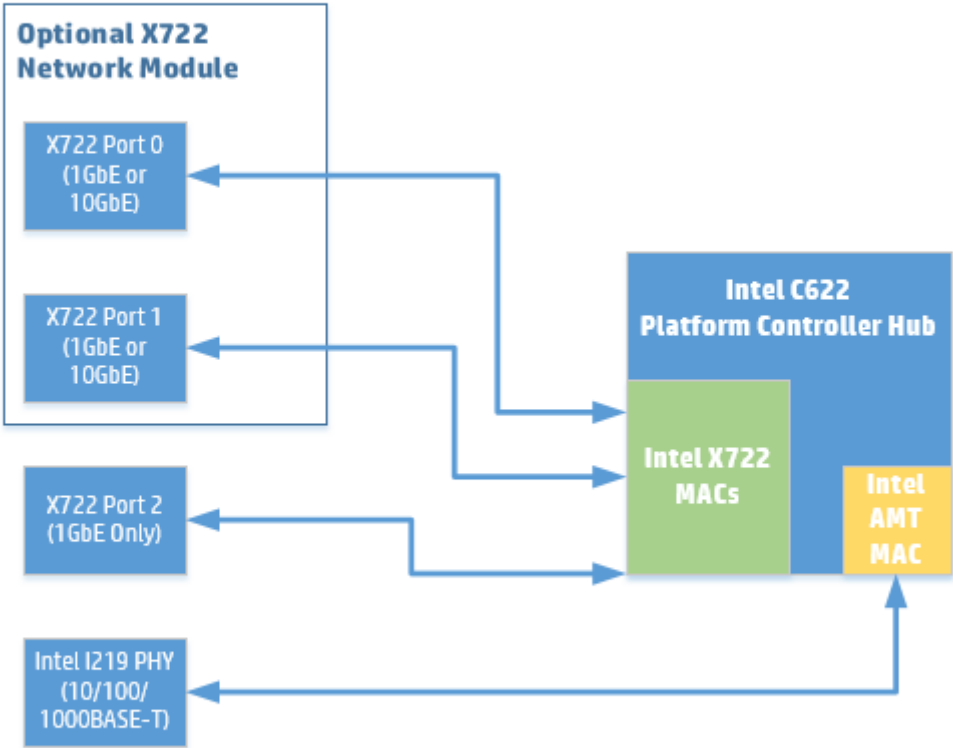 Optional X722
Network Module
X722 Port 0
(1GbE or
10GbE)
X722 Port 1
(1GbE or
10GbE)
X722 Port 2
(1GbE Only)
Intel I219 PHY
(10/100/
1000BASE-T)
Intel C622
Platform Controller Hub
Intel X722
MACs
Intel
AMT
MAC